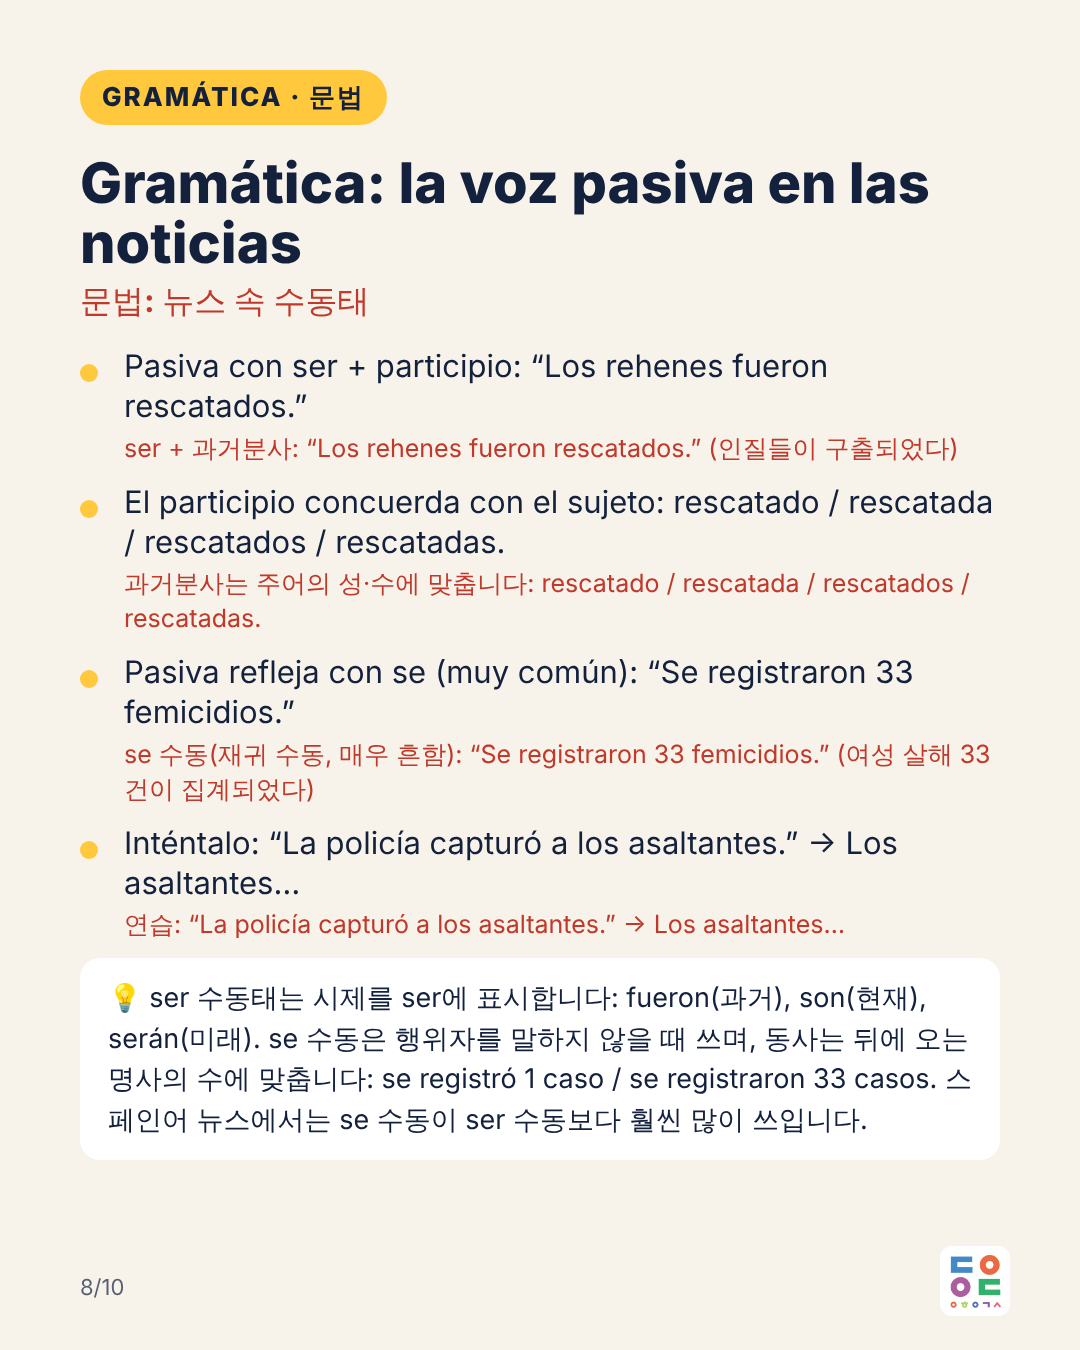 GRAMÁTICA · 문법
Gramática: la voz pasiva en las
noticias
문법: 뉴스 속 수동태
Pasiva con ser + participio: “Los rehenes fueron
rescatados.”
ser + 과거분사: “Los rehenes fueron rescatados.” (인질들이 구출되었다)
El participio concuerda con el sujeto: rescatado / rescatada
/ rescatados / rescatadas.
과거분사는 주어의 성·수에 맞춥니다: rescatado / rescatada / rescatados /
rescatadas.
Pasiva refleja con se (muy común): “Se registraron 33
femicidios.”
se 수동(재귀 수동, 매우 흔함): “Se registraron 33 femicidios.” (여성 살해 33
건이 집계되었다)
Inténtalo: “La policía capturó a los asaltantes.” → Los
asaltantes…
연습: “La policía capturó a los asaltantes.” → Los asaltantes…
💡 ser 수동태는 시제를 ser에 표시합니다: fueron(과거), son(현재),
serán(미래). se 수동은 행위자를 말하지 않을 때 쓰며, 동사는 뒤에 오는
명사의 수에 맞춥니다: se registró 1 caso / se registraron 33 casos. 스
페인어 뉴스에서는 se 수동이 ser 수동보다 훨씬 많이 쓰입니다.
8/10